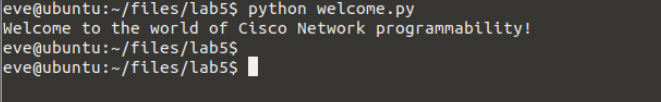 eve@ubuntu:~/files/lab5$ python welcome.py
Welcome to the world of Cisco Network programmability!
eve@ubuntu:~/files/lab5$
eve@ubuntu:~/files/lab5$